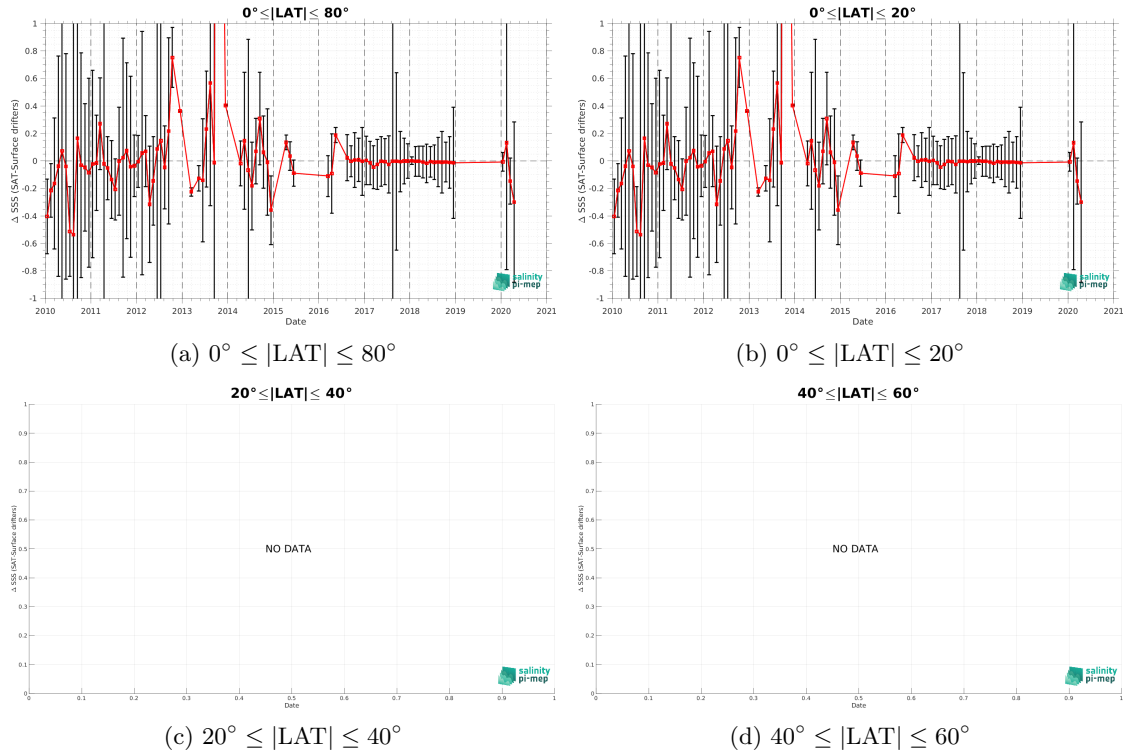 0°≤|LAT|≤ 80°
Δ SSS (SAT-Surface drifters)
1
0.8
0.6
0.4
0.2
0
-0.2
-0.4
-0.6
-0.8
-1
2010 2011 2012 2013 2014 2015 2016 2017 2018 2019 2020 2021
Date
salinity
pi-mep
(a) 0° ≤ |LAT| ≤ 80°
0°≤|LAT|≤ 20°
Δ SSS (SAT-Surface drifters)
1
0.8
0.6
0.4
0.2
0
-0.2
-0.4
-0.6
-0.8
-1
2010 2011 2012 2013 2014 2015 2016 2017 2018 2019 2020 2021
Date
salinity
pi-mep
(b) 0° ≤ |LAT| ≤ 20°
20°≤|LAT|≤ 40°
Δ SSS (SAT-Surface drifters)
1
0.9
0.8
0.7
0.6
0.5
0.4
0.3
0.2
0.1
0
NO DATA
0 0.1 0.2 0.3 0.4 0.5 0.6 0.7 0.8 0.9 1
Date
salinity
pi-mep
(c) 20° ≤ |LAT| ≤ 40°
40°≤|LAT|≤ 60°
Δ SSS (SAT-Surface drifters)
1
0.9
0.8
0.7
0.6
0.5
0.4
0.3
0.2
0.1
0
NO DATA
0 0.1 0.2 0.3 0.4 0.5 0.6 0.7 0.8 0.9 1
Date
salinity
pi-mep
(d) 40° ≤ |LAT| ≤ 60°